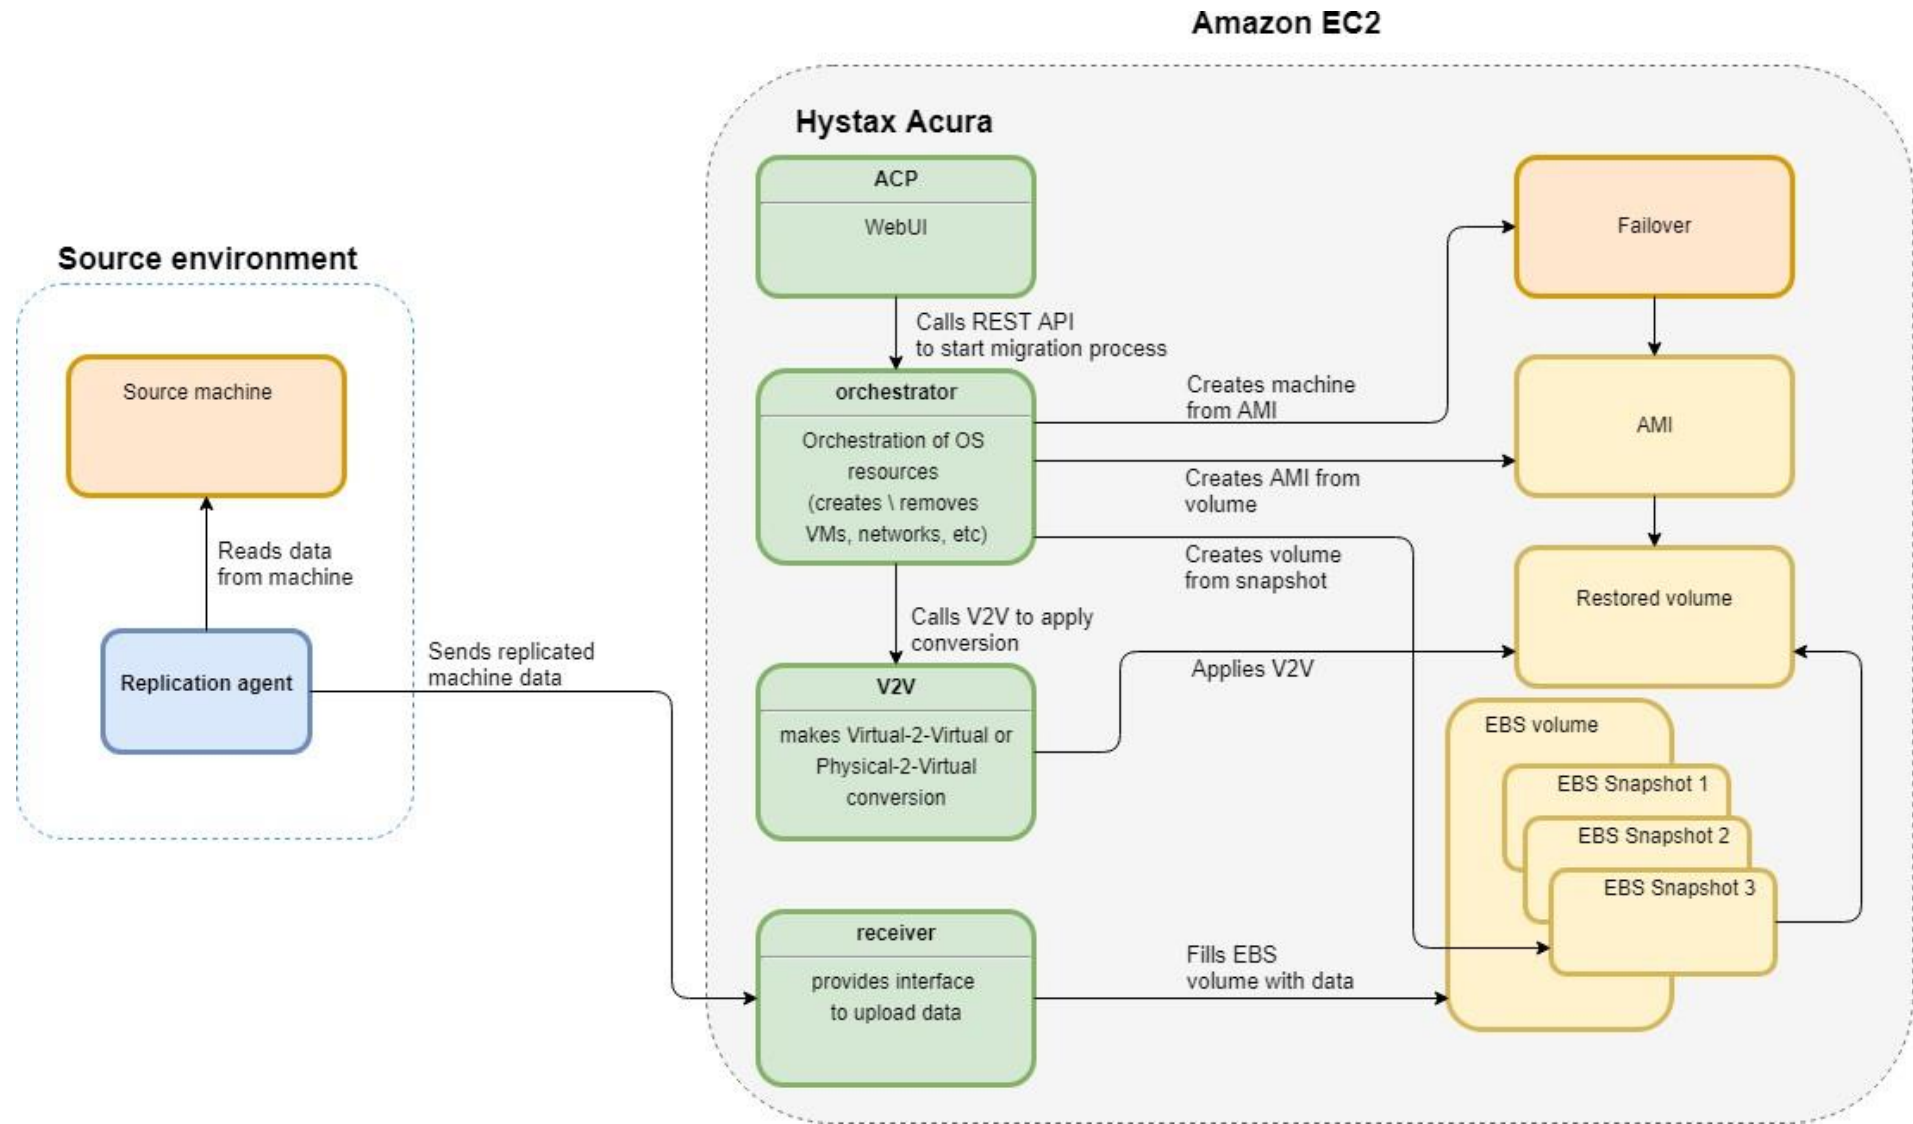 Amazon EC2
Hystax Acura
Source environment
Source machine
Reads data
from machine
Replication agent
Sends replicated
machine data
ACP
WebUI
Calls REST API
to start migration process
orchestrator
Orchestration of OS
resources
(creates \ removes
VMs, networks, etc)
Calls V2V to apply
conversion
V2V
makes Virtual-2-Virtual or
Physical-2-Virtual
conversion
receiver
provides interface
to upload data
Creates machine
from AMI
Creates AMI from
volume
Creates volume
from snapshot
Applies V2V
Fills EBS
volume with data
Failover
AMI
Restored volume
EBS volume
EBS Snapshot 1
EBS Snapshot 2
EBS Snapshot 3